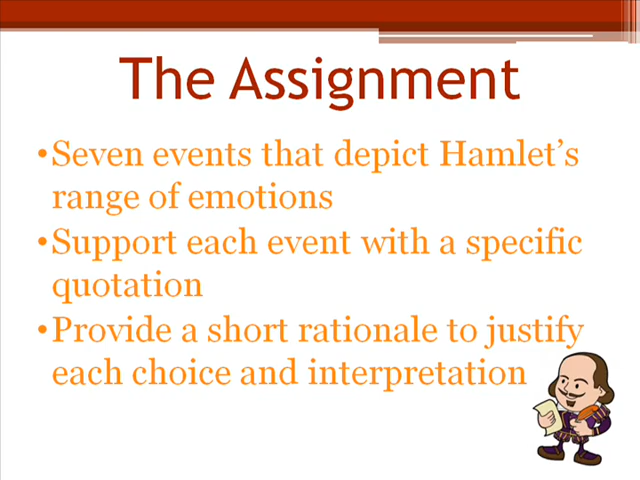 The Assignment
•Seven events that depict Hamlet’s
range of emotions
•Support each event with a specific
quotation
•Provide a short rationale to justify
each choice and interpretation